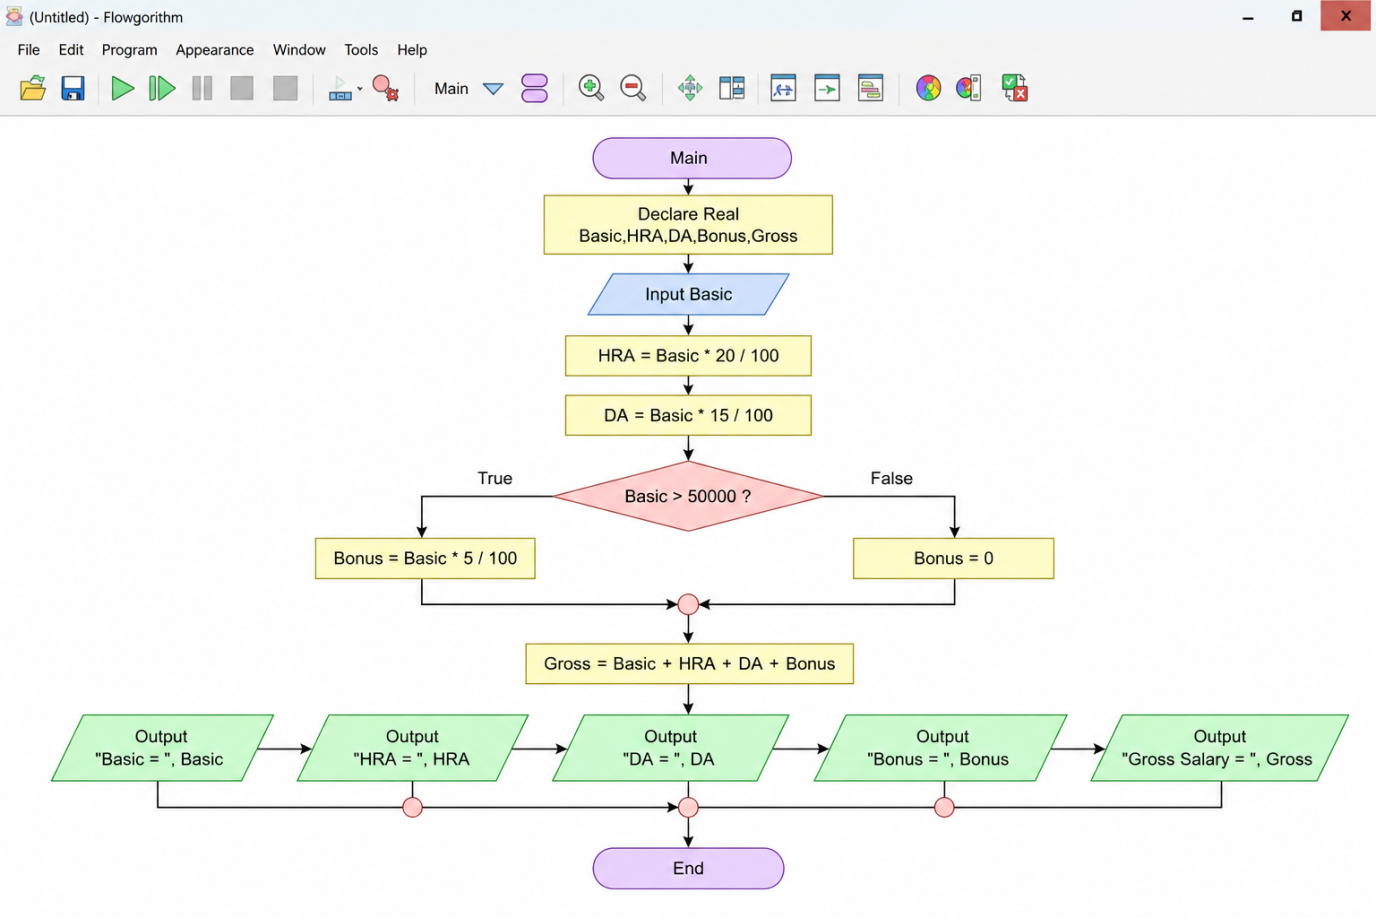 (Untitled) - Flowgorithm
File Edit Program Appearance Window Tools Help
Main
Main
Declare Real
Basic,HRA,DA,Bonus,Gross
Input Basic
HRA = Basic * 20 / 100
DA = Basic * 15 / 100
True
False
Basic > 50000 ?
Bonus = Basic * 5 / 100
Bonus = 0
Gross = Basic + HRA + DA + Bonus
Output
"Basic = ", Basic
Output
"HRA = ", HRA
Output
"DA = ", DA
Output
"Bonus = ", Bonus
Output
"Gross Salary = ", Gross
End